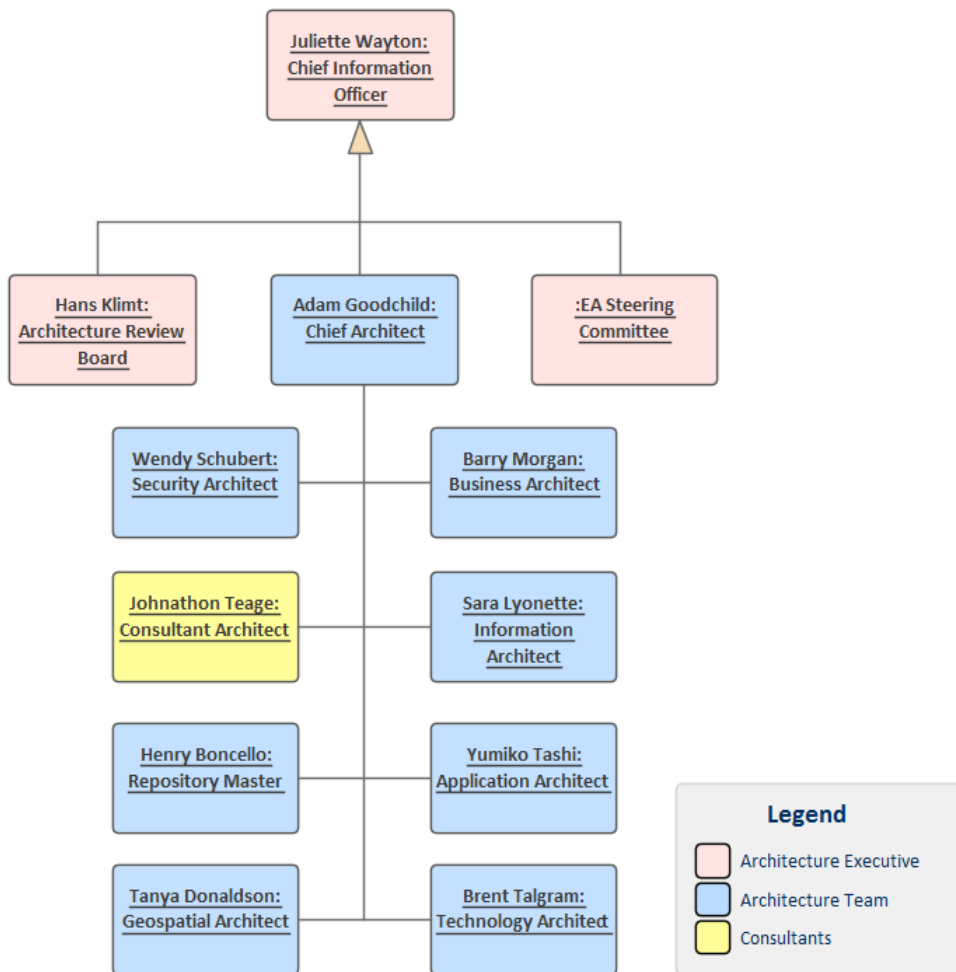 Juliette Wayton:
Chief Information
Officer
Hans Klimt:
Architecture Review
Board
Adam Goodchild:
Chief Architect
:EA Steering
Committee
Wendy Schubert:
Security Architect
Barry Morgan:
Business Architect
Johnathon Teage:
Consultant Architect
Sara Lyonette:
Information
Architect
Henry Boncello:
Repository Master
Yumiko Tashi:
Application Architect
Tanya Donaldson:
Geospatial Architect
Brent Talgram:
Technology Architect
Legend
Architecture Executive
Architecture Team
Consultants